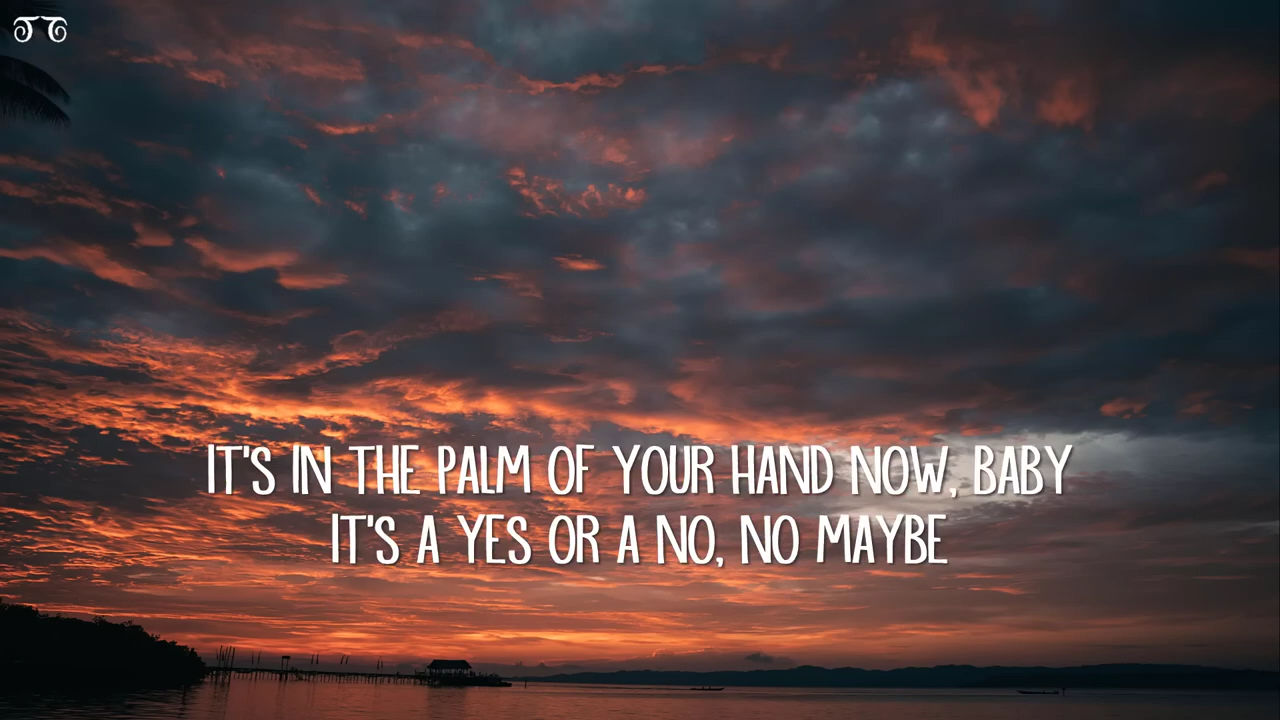 IT'S IN THE PALM OF YOUR HAND NOW, BABY
IT'S A YES OR A NO, NO MAYBE